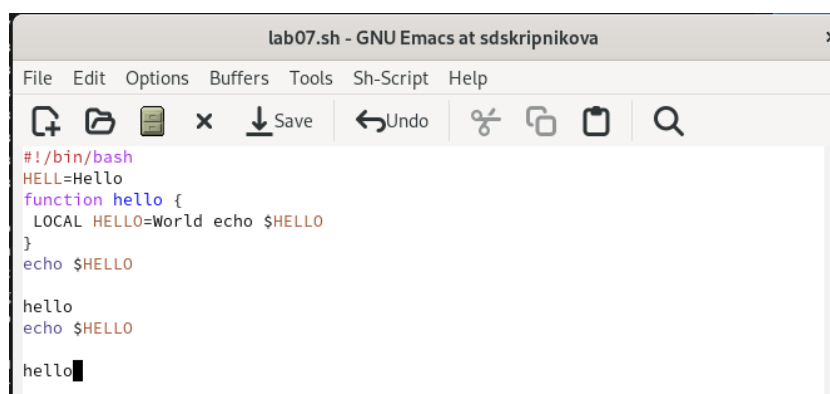 lab07.sh - GNU Emacs at sdskripnikova
File Edit Options Buffers Tools Sh-Script Help
Save Undo
#!/bin/bash
HELL=Hello
function hello {
 LOCAL HELLO=World echo $HELLO
}
echo $HELLO
hello
echo $HELLO
hello